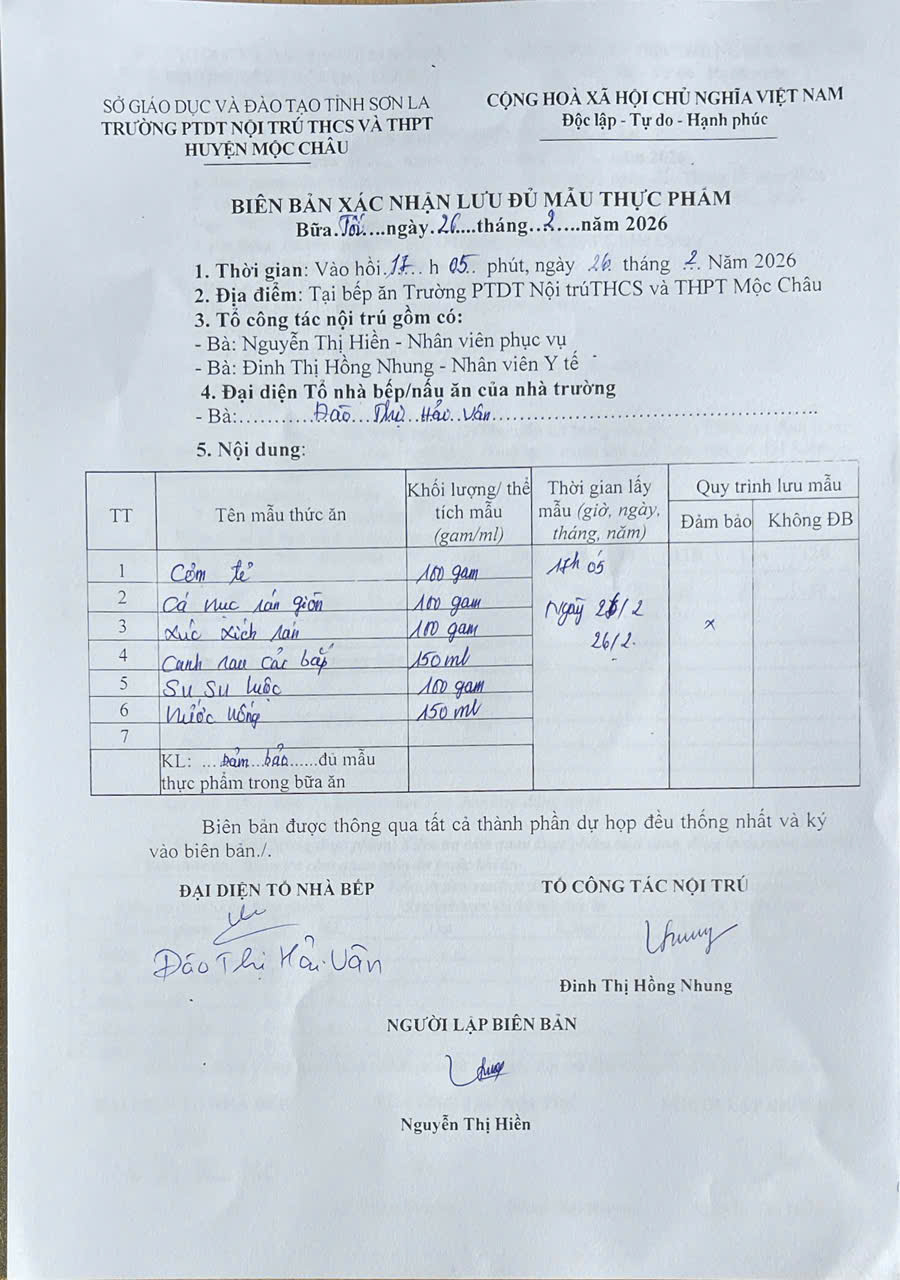 SỞ GIÁO DỤC VÀ ĐÀO TẠO TỈNH SƠN LA
TRƯỜNG PTDT NỘI TRÚ THCS VÀ THPT
HUYỆN MỘC CHÂU
CỘNG HOÀ XÃ HỘI CHỦ NGHĨA VIỆT NAM
Độc lập - Tự do - Hạnh phúc
BIÊN BẢN XÁC NHẬN LƯU ĐỦ MẪU THỰC PHẨM
Bữa.Tối....ngày.26....tháng..2....năm 2026
1. Thời gian: Vào hồi.17.. h 05.. phút, ngày 26 tháng 2. Năm 2026
2. Địa điểm: Tại bếp ăn Trường PTDT Nội trúTHCS và THPT Mộc Châu
3. Tổ công tác nội trú gồm có:
- Bà: Nguyễn Thị Hiền - Nhân viên phục vụ
- Bà: Đinh Thị Hồng Nhung - Nhân viên Y tế
4. Đại diện Tổ nhà bếp/nấu ăn của nhà trường
- Bà:............Đào Thị Hải Vân............
5. Nội dung:
TT
Tên mẫu thức ăn
Khối lượng/ thể tích mẫu (gam/ml)
Thời gian lấy mẫu (giờ, ngày, tháng, năm)
Quy trình lưu mẫu
Đảm bảo
Không ĐB
1 Cơm tẻ 100 gam 17h 05
2 Cá nục rán giòn 100 gam Ngày 2/2
3 xúc xích rán 100 gam 26/2. x
4 Canh rau cải bắp 150 ml
5 Su Su luộc 100 gam
6 Nước uống 150 ml
7
KL: ...Đảm bảo......đủ mẫu
thực phẩm trong bữa ăn
Biên bản được thông qua tất cả thành phần dự họp đều thống nhất và ký
vào biên bản./.
ĐẠI DIỆN TỔ NHÀ BẾP
TỔ CÔNG TÁC NỘI TRÚ
Đào Thị Hải Vân
Nhung
Đinh Thị Hồng Nhung
NGƯỜI LẬP BIÊN BẢN
Nguyễn Thị Hiền